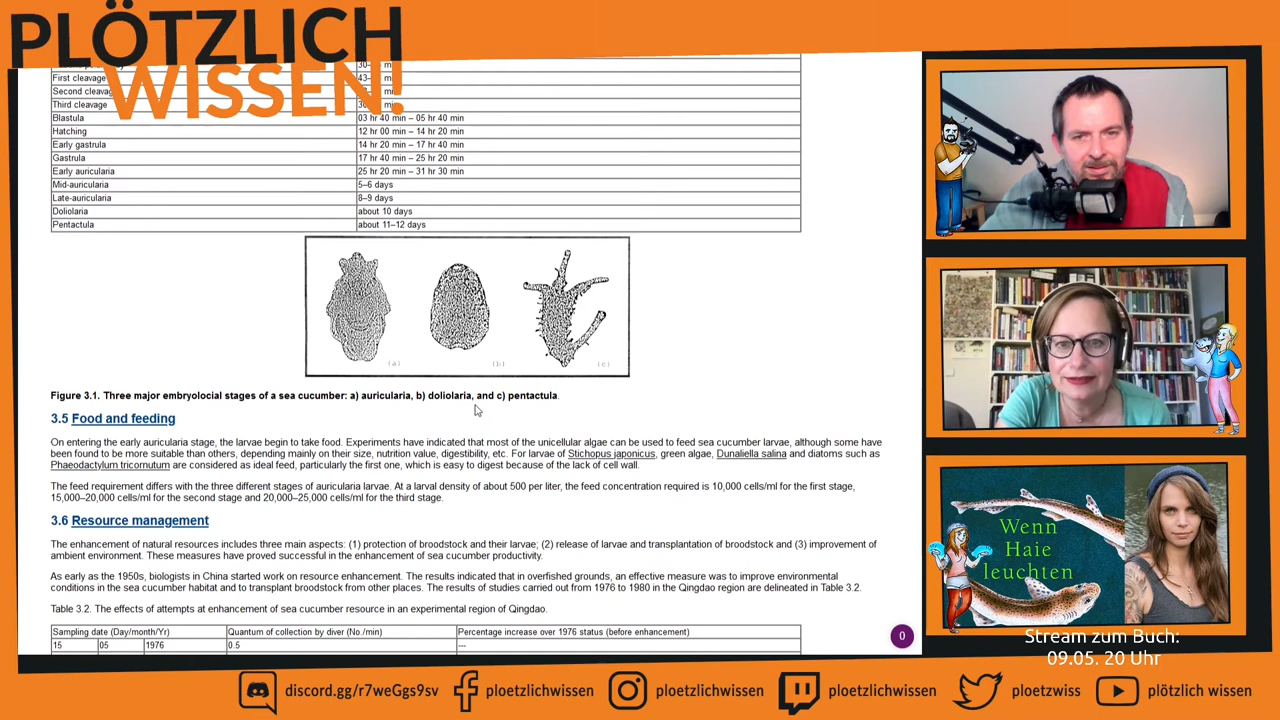 PLÖTZLICH
WISSEN!
First cleavage
Second cleavag
Third cleavage
Blastula 03 hr 40 min – 05 hr 40 min
Hatching 12 hr 00 min – 14 hr 20 min
Early gastrula 14 hr 20 min – 17 hr 40 min
Gastrula 17 hr 40 min – 25 hr 20 min
Early auricularia 25 hr 20 min – 31 hr 30 min
Mid-auricularia 5–6 days
Late-auricularia 8–9 days
Doliolaria about 10 days
Pentactula about 11–12 days
(a) (b) (c)
Figure 3.1. Three major embryolocial stages of a sea cucumber: a) auricularia, b) doliolaria, and c) pentactula.
3.5 Food and feeding
On entering the early auricularia stage, the larvae begin to take food. Experiments have indicated that most of the unicellular algae can be used to feed sea cucumber larvae, although some have
been found to be more suitable than others, depending mainly on their size, nutrition value, digestibility, etc. For larvae of Stichopus japonicus, green algae, Dunaliella salina and diatoms such as
Phaeodactylum tricornutum are considered as ideal feed, particularly the first one, which is easy to digest because of the lack of cell wall.
The feed requirement differs with the three different stages of auricularia larvae. At a larval density of about 500 per liter, the feed concentration required is 10,000 cells/ml for the first stage,
15,000–20,000 cells/ml for the second stage and 20,000–25,000 cells/ml for the third stage.
3.6 Resource management
The enhancement of natural resources includes three main aspects: (1) protection of broodstock and their larvae; (2) release of larvae and transplantation of broodstock and (3) improvement of
ambient environment. These measures have proved successful in the enhancement of sea cucumber productivity.
As early as the 1950s, biologists in China started work on resource enhancement. The results indicated that in overfished grounds, an effective measure was to improve environmental
conditions in the sea cucumber habitat and to transplant broodstock from other places. The results of studies carried out from 1976 to 1980 in the Qingdao region are delineated in Table 3.2.
Table 3.2. The effects of attempts at enhancement of sea cucumber resource in an experimental region of Qingdao.
Sampling date (Day/month/Yr) Quantum of collection by diver (No./min) Percentage increase over 1976 status (before enhancement)
15 05 1976 0.5 ---
0
Wenn
Haie
leuchten
Stream zum Buch:
09.05. 20 Uhr
discord.gg/r7weGgs9sv ploetzlichwissen ploetzlichwissen ploetzlichwissen ploetzwiss plötzlich wissen